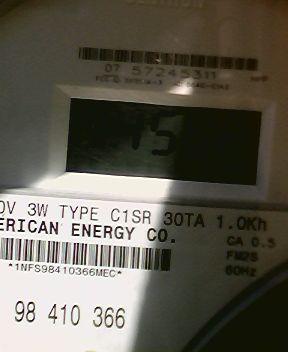 07 57245311
15
0V 3W TYPE C1SR 30TA 1.0Kh
ERICAN ENERGY CO.
CA 0.5
FM2S
60Hz
*1NFS98410366MEC*
98 410 366